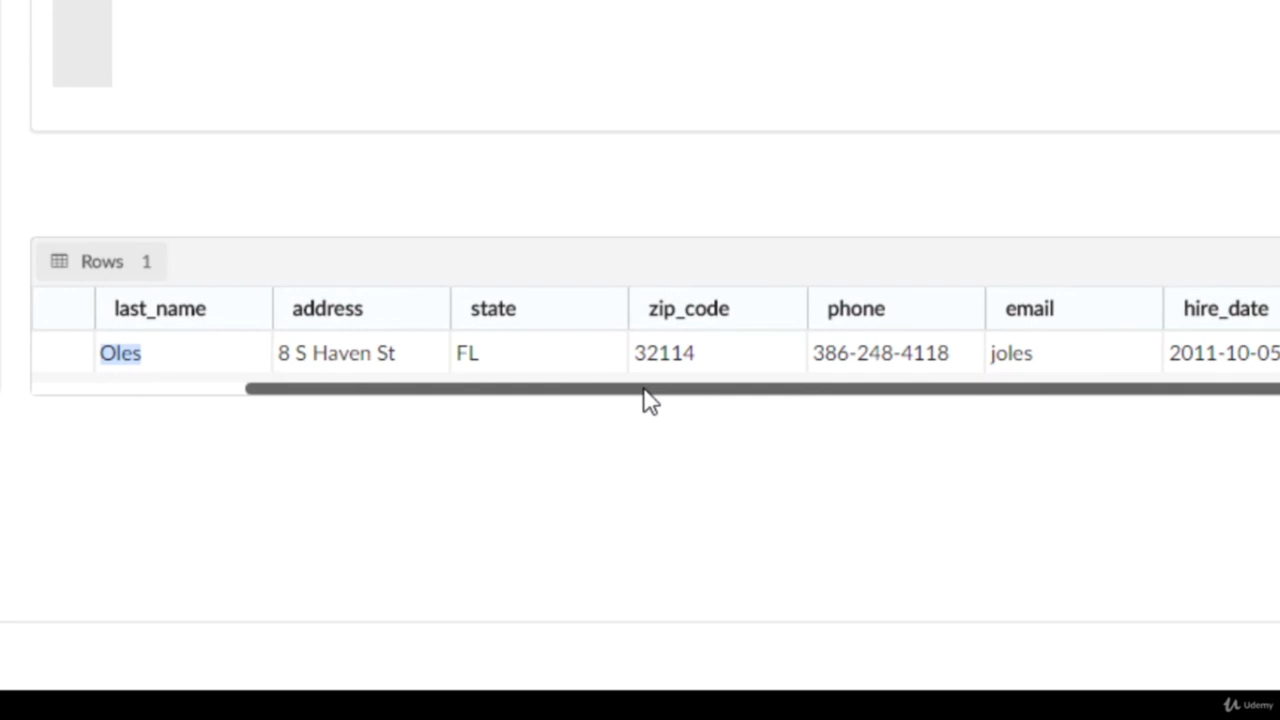 Rows 1
last_name address state zip_code phone email hire_date
Oles 8 S Haven St FL 32114 386-248-4118 joles 2011-10-05
Udemy